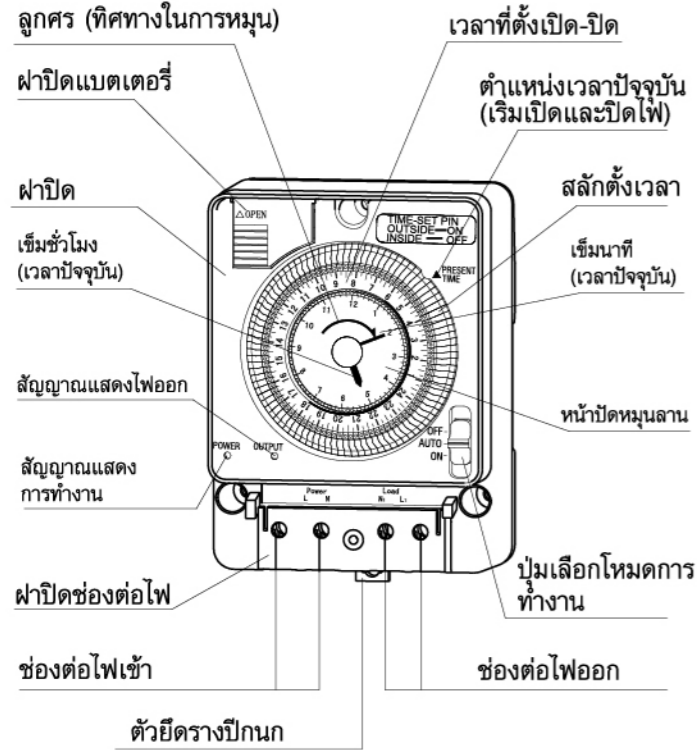 ลูกศร (ทิศทางในการหมุน)
เวลาที่ตั้งเปิด-ปิด
ฝาปิดแบตเตอรี่
ตำแหน่งเวลาปัจจุบัน
(เริ่มเปิดและปิดไฟ)
ฝาปิด
สลักตั้งเวลา
△OPEN
TIME-SET PIN
OUTSIDE—ON
INSIDE — OFF
เข็มชั่วโมง
(เวลาปัจจุบัน)
เข็มนาที
(เวลาปัจจุบัน)
▲PRESENT
TIME
12
1
2
3
4
5
6
7
8
9
10
11
สัญญาณแสดงไฟออก
หน้าปัดหมุนลาน
OFF-
AUTO
ON-
POWER
OUTPUT
สัญญาณแสดง
การทำงาน
Power
Load
L
N
N₁
L₁
ปุ่มเลือกโหมดการ
ทำงาน
ฝาปิดช่องต่อไฟ
ช่องต่อไฟเข้า
ช่องต่อไฟออก
ตัวยึดรางปีกนก